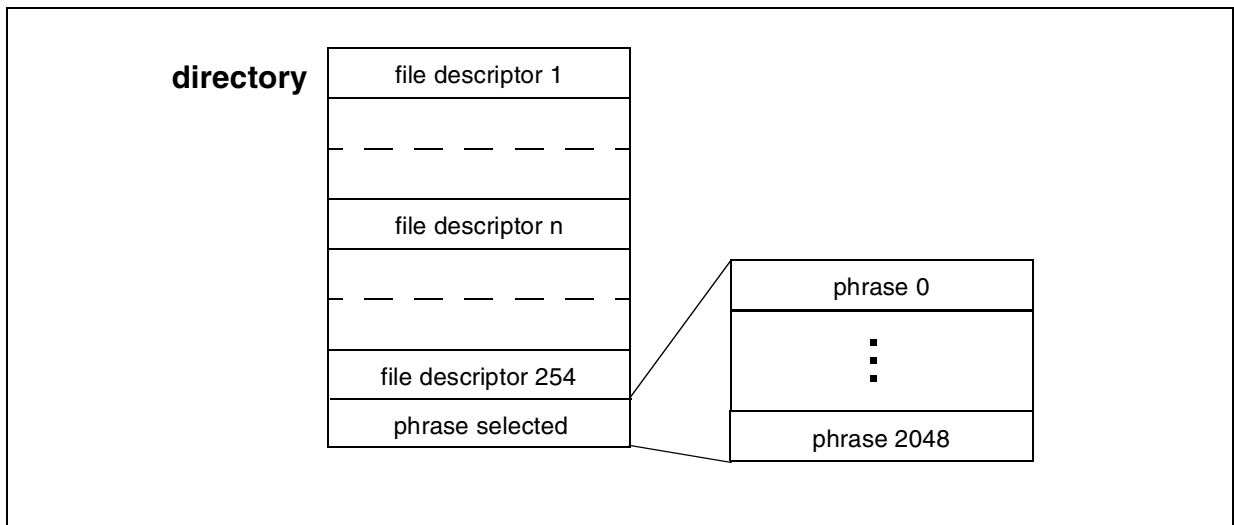 directory
file descriptor 1
file descriptor n
file descriptor 254
phrase selected
phrase 0
phrase 2048